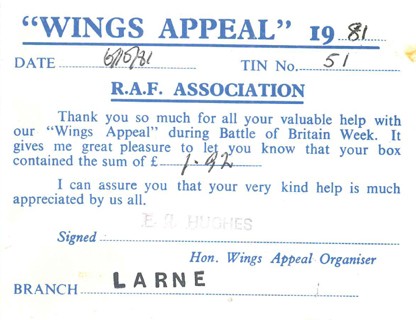 "WINGS APPEAL" 1981
DATE 6/10/81 TIN No. 51
R.A.F. ASSOCIATION
Thank you so much for all your valuable help with
our "Wings Appeal" during Battle of Britain Week. It
gives me great pleasure to let you know that your box
contained the sum of £ 1.92
I can assure you that your very kind help is much
appreciated by us all.
HUGHES
Signed
Hon. Wings Appeal Organiser
BRANCH LARNE